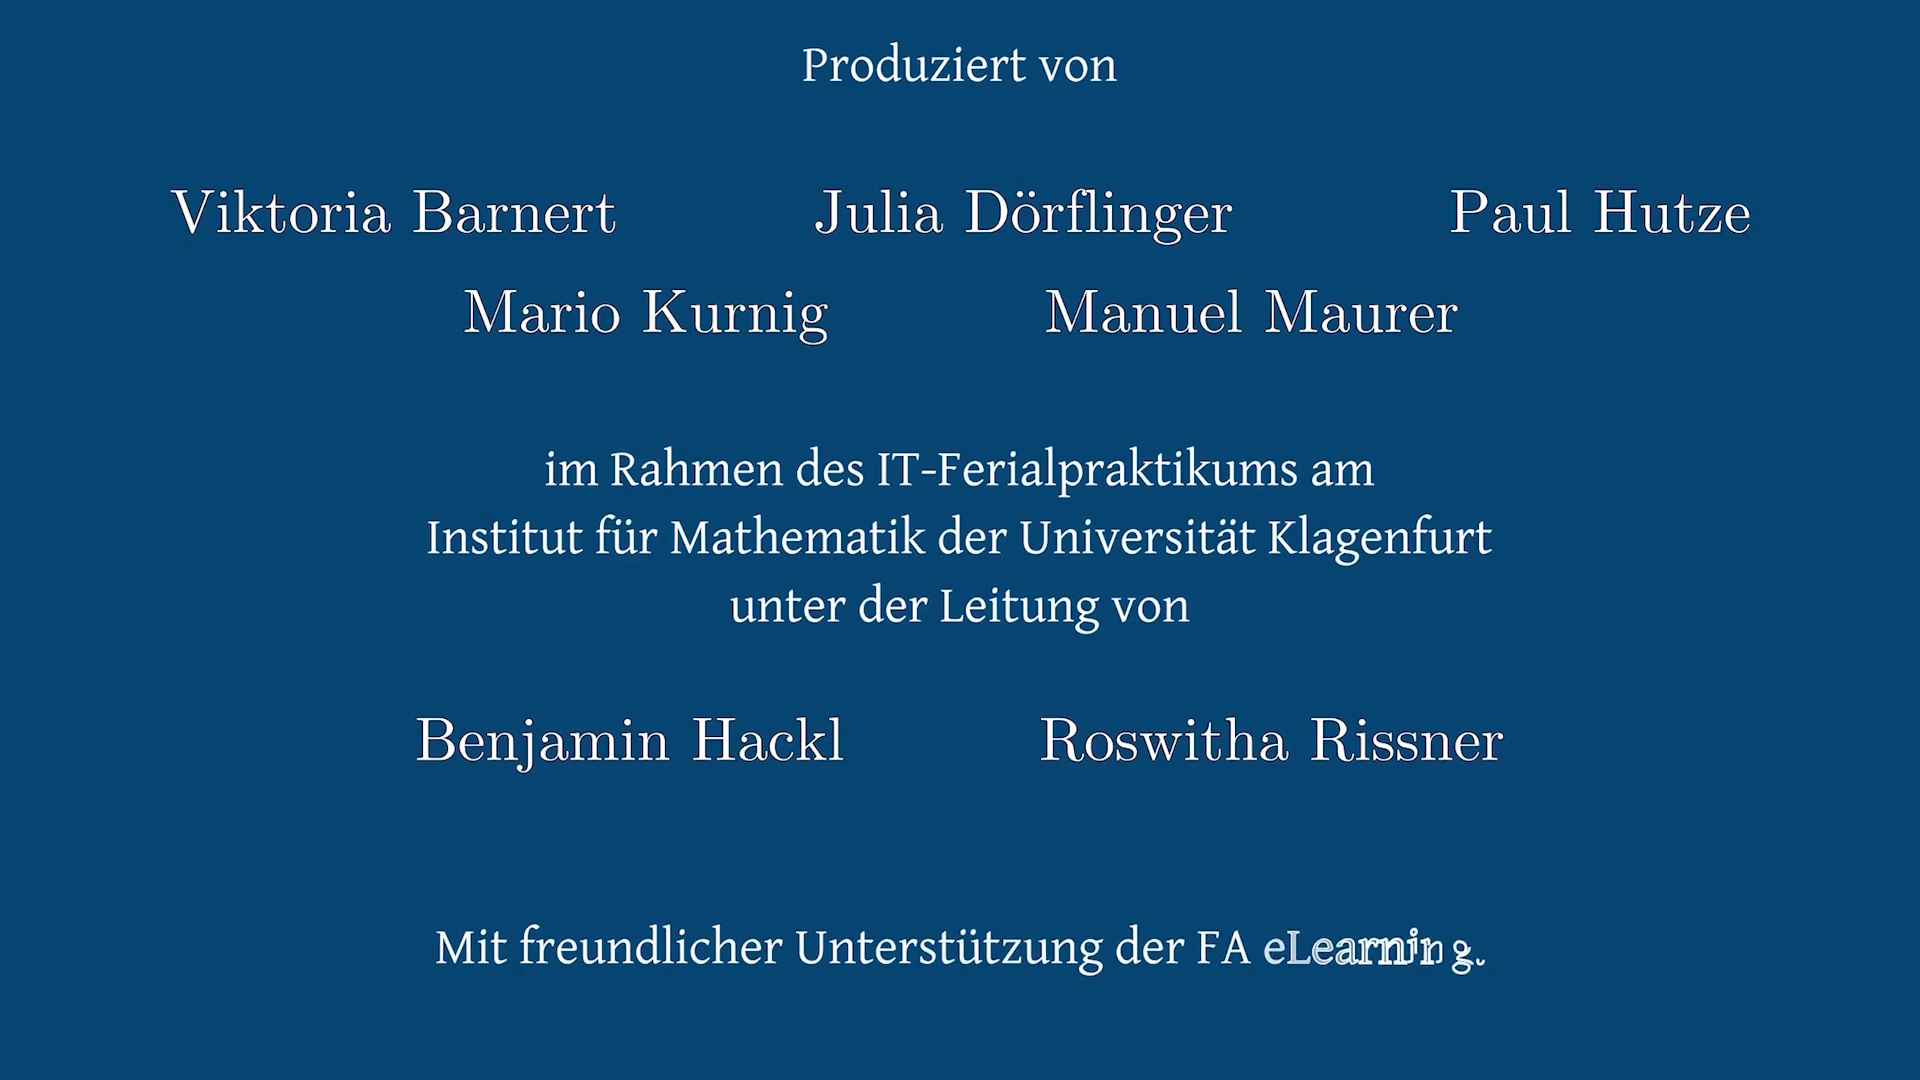 Produziert von
Viktoria Barnert Julia Dörflinger Paul Hutze
Mario Kurnig Manuel Maurer
im Rahmen des IT-Ferialpraktikums am
Institut für Mathematik der Universität Klagenfurt
unter der Leitung von
Benjamin Hackl Roswitha Rissner
Mit freundlicher Unterstützung der FA eLearning.